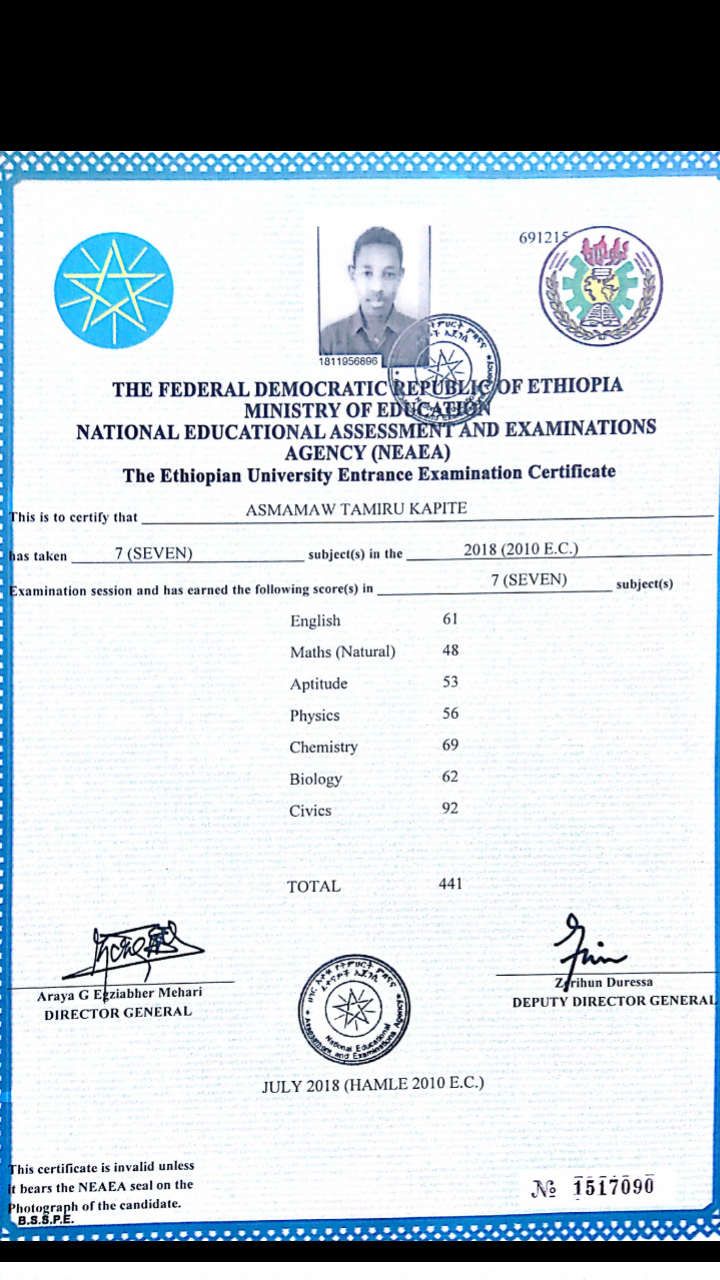 691215
1811956896
THE FEDERAL DEMOCRATIC REPUBLIC OF ETHIOPIA
MINISTRY OF EDUCATION
NATIONAL EDUCATIONAL ASSESSMENT AND EXAMINATIONS
AGENCY (NEAEA)
The Ethiopian University Entrance Examination Certificate
This is to certify that ASMAMAW TAMIRU KAPITE
has taken 7 (SEVEN) subject(s) in the 2018 (2010 E.C.)
Examination session and has earned the following score(s) in 7 (SEVEN) subject(s)
English 61
Maths (Natural) 48
Aptitude 53
Physics 56
Chemistry 69
Biology 62
Civics 92
TOTAL 441
Araya G Egziabher Mehari
DIRECTOR GENERAL
Zerihun Duressa
DEPUTY DIRECTOR GENERAL
National Educational
Assessment and Examinations Agency
JULY 2018 (HAMLE 2010 E.C.)
This certificate is invalid unless
it bears the NEAEA seal on the
Photograph of the candidate.
B.S.S.P.E.
№ 1517090